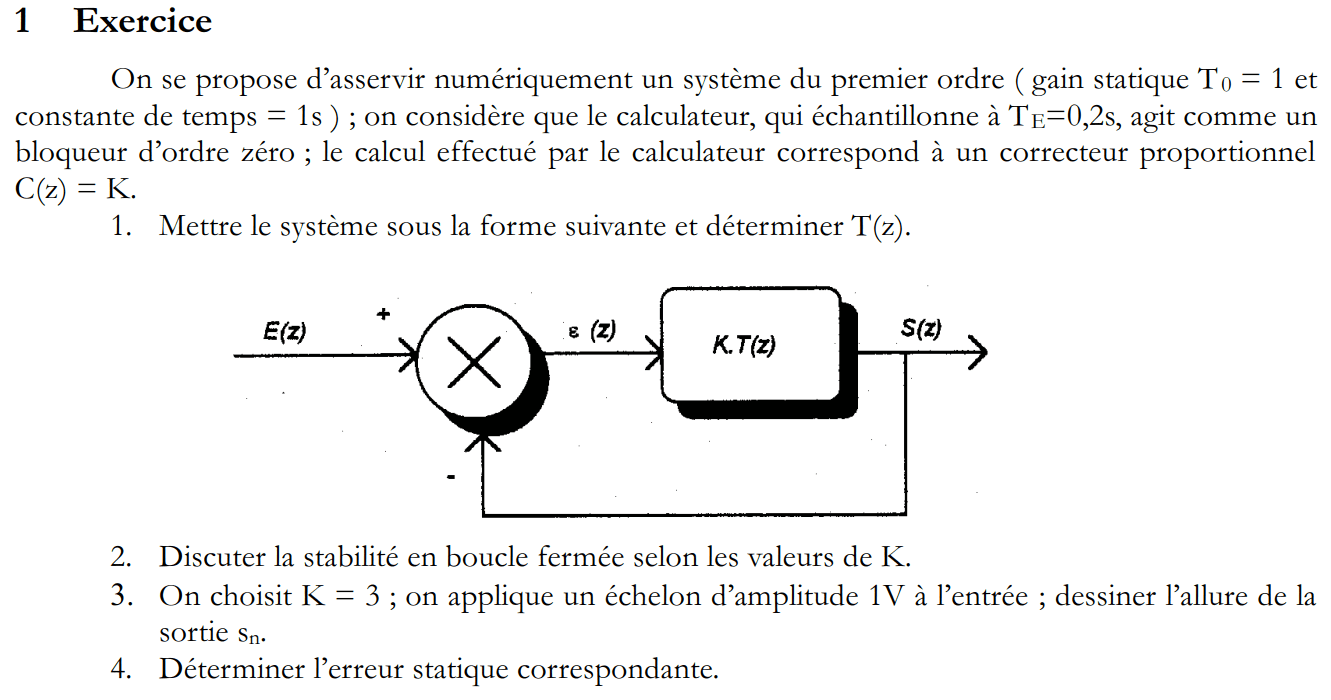 1 Exercice
On se propose d’asservir numériquement un système du premier ordre ( gain statique T0 = 1 et
constante de temps = 1s ) ; on considère que le calculateur, qui échantillonne à TE=0,2s, agit comme un
bloqueur d’ordre zéro ; le calcul effectué par le calculateur correspond à un correcteur proportionnel
C(z) = K.
1. Mettre le système sous la forme suivante et déterminer T(z).
+
E(z)
ε (z)
K.T(z)
S(z)
-
2. Discuter la stabilité en boucle fermée selon les valeurs de K.
3. On choisit K = 3 ; on applique un échelon d’amplitude 1V à l’entrée ; dessiner l’allure de la
sortie sn.
4. Déterminer l’erreur statique correspondante.